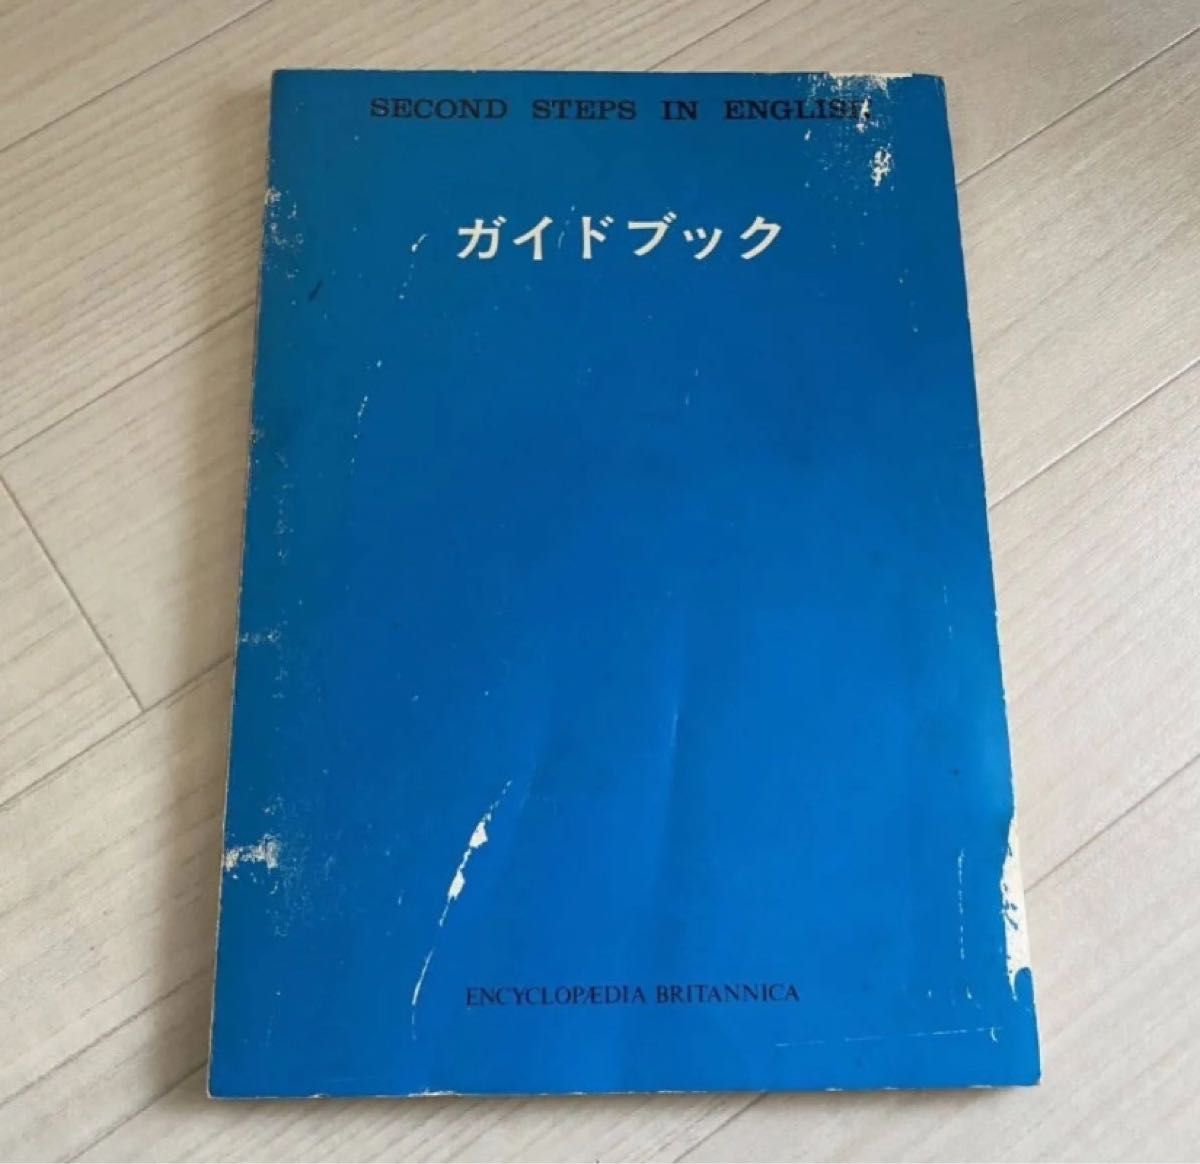 SECOND STEPS IN ENGLISH
ガイドブック
ENCYCLOPÆDIA BRITANNICA